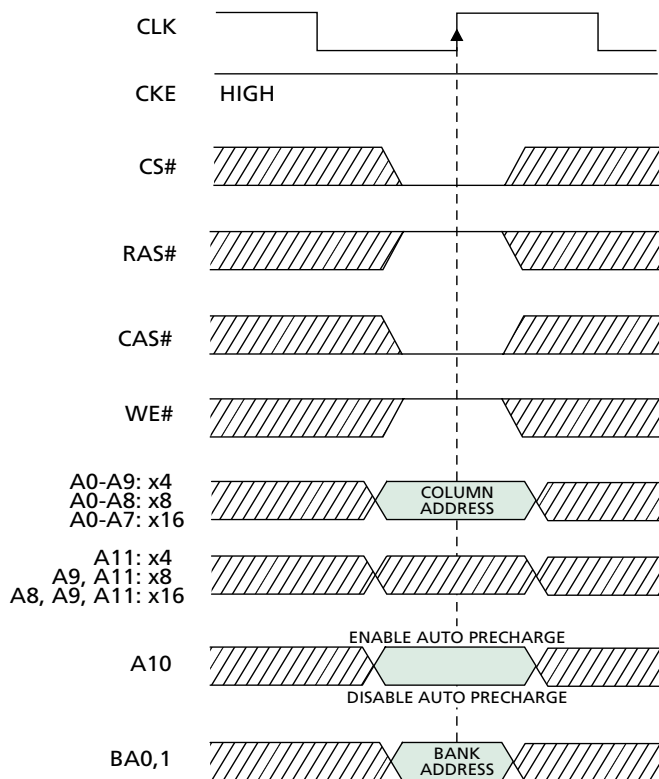 CLK
CKE HIGH
CS#
RAS#
CAS#
WE#
A0-A9: x4
A0-A8: x8
A0-A7: x16
COLUMN
ADDRESS
A11: x4
A9, A11: x8
A8, A9, A11: x16
ENABLE AUTO PRECHARGE
A10
DISABLE AUTO PRECHARGE
BA0,1
BANK
ADDRESS